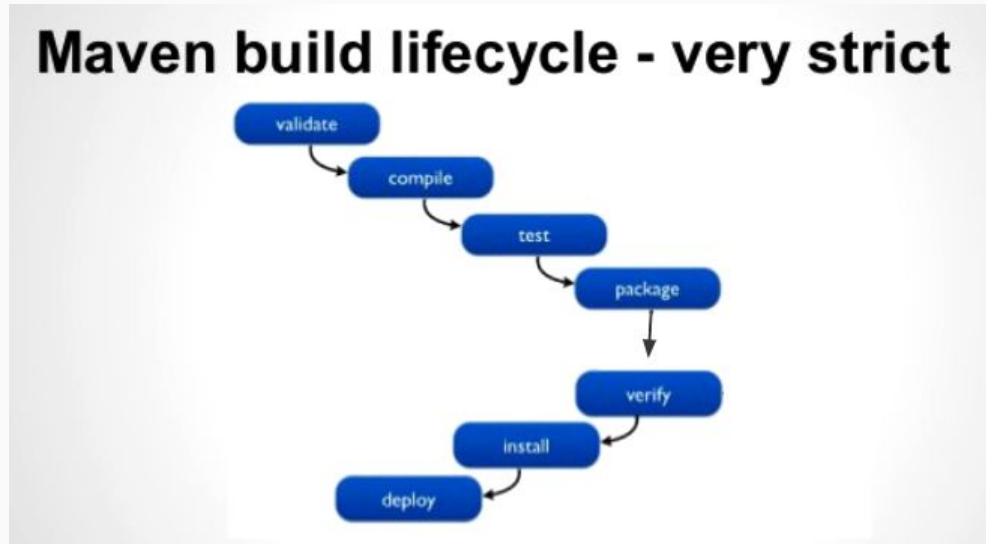 Maven build lifecycle - very strict
validate
compile
test
package
verify
install
deploy